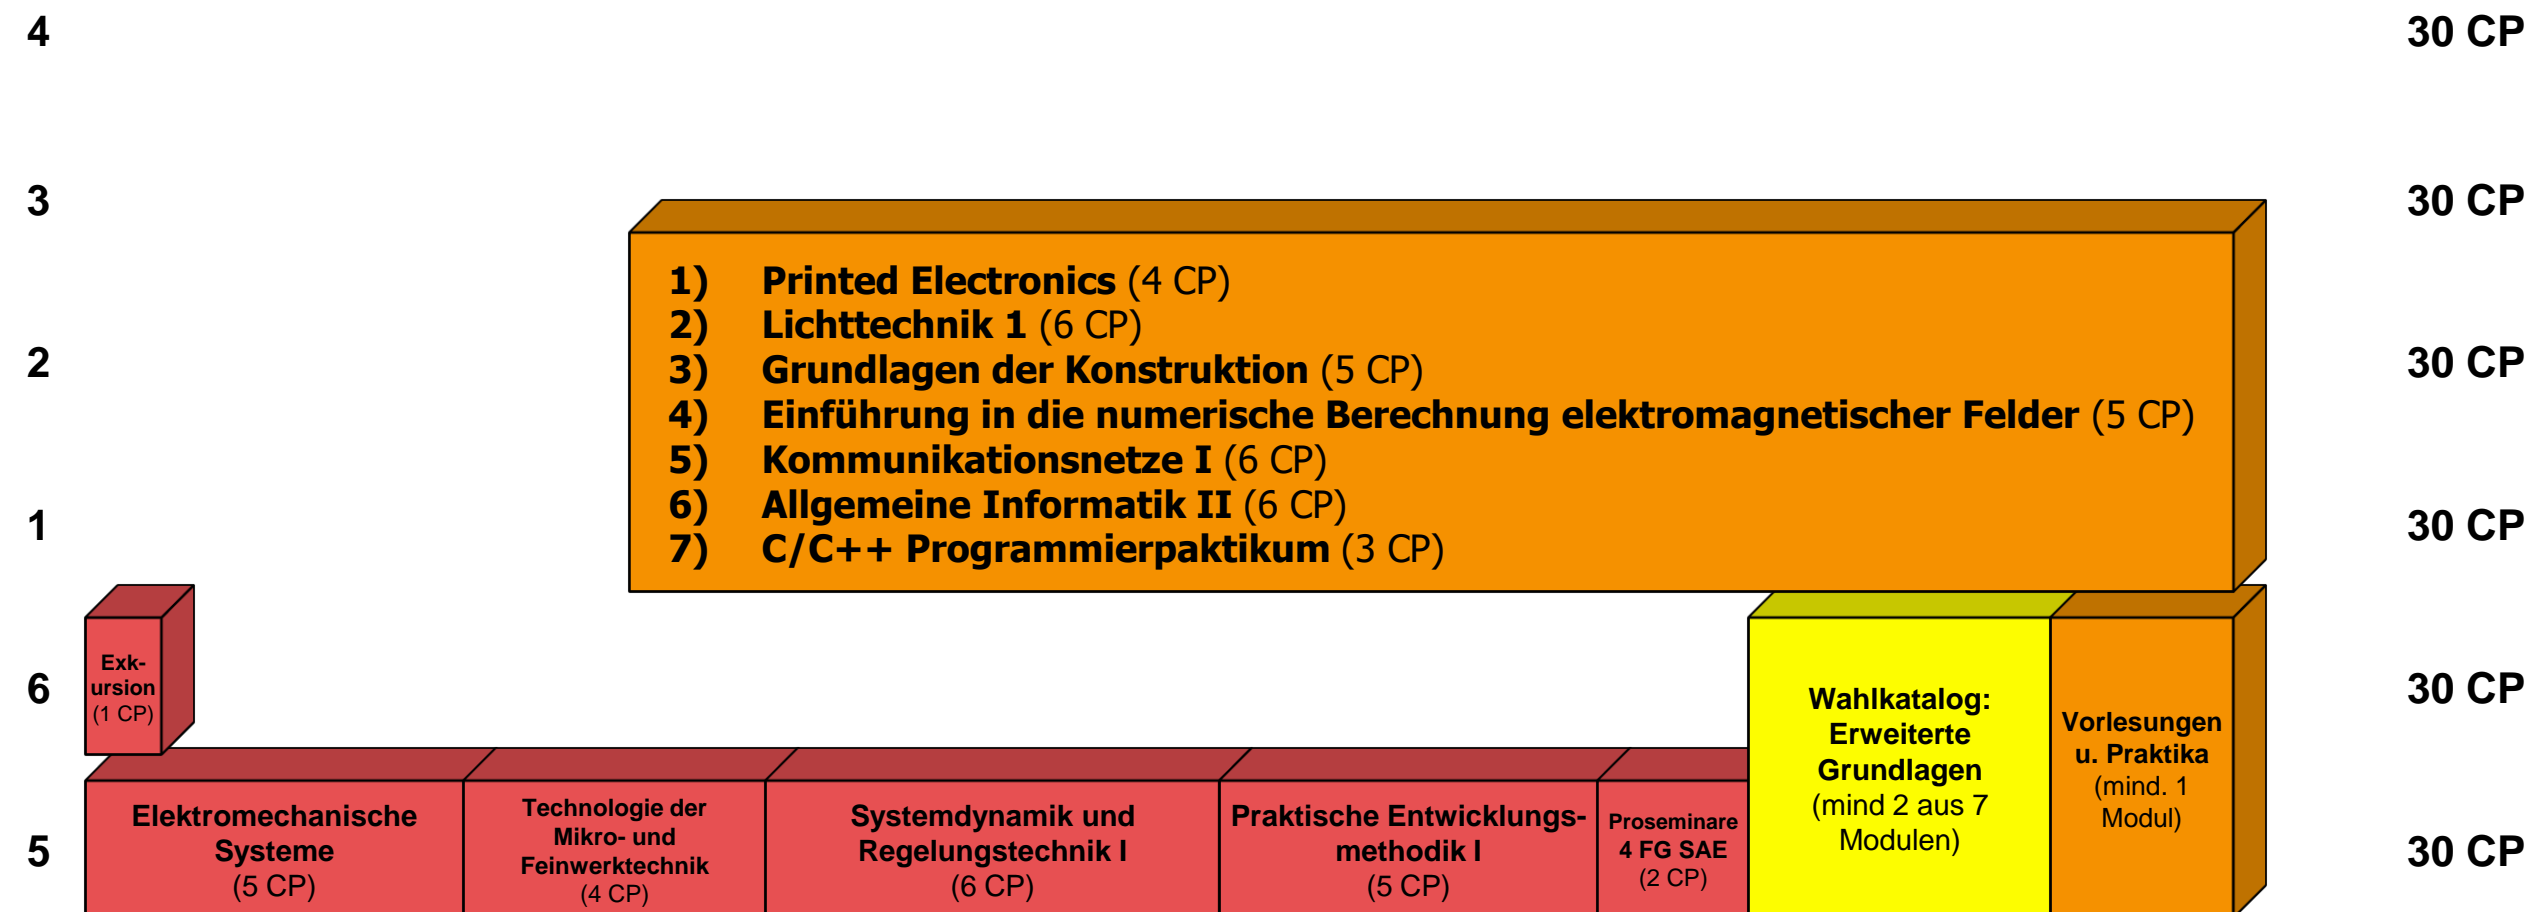 4 30 CP
3 30 CP
1) Printed Electronics (4 CP)
2) Lichttechnik 1 (6 CP)
2 3) Grundlagen der Konstruktion (5 CP) 30 CP
4) Einführung in die numerische Berechnung elektromagnetischer Felder (5 CP)
5) Kommunikationsnetze I (6 CP)
6) Allgemeine Informatik II (6 CP)
1 30 CP
7) C/C++ Programmierpaktikum (3 CP)
6 30 CP
Exk-
ursion
(1 CP)
Wahlkatalog:
Erweiterte
Grundlagen
(mind 2 aus 7
Modulen)
Vorlesungen
u. Praktika
(mind. 1
Modul)
5 30 CP
Elektromechanische
Systeme
(5 CP)
Technologie der
Mikro- und
Feinwerktechnik
(4 CP)
Systemdynamik und
Regelungstechnik I
(6 CP)
Praktische Entwicklungs-
methodik I
(5 CP)
Proseminare
4 FG SAE
(2 CP)